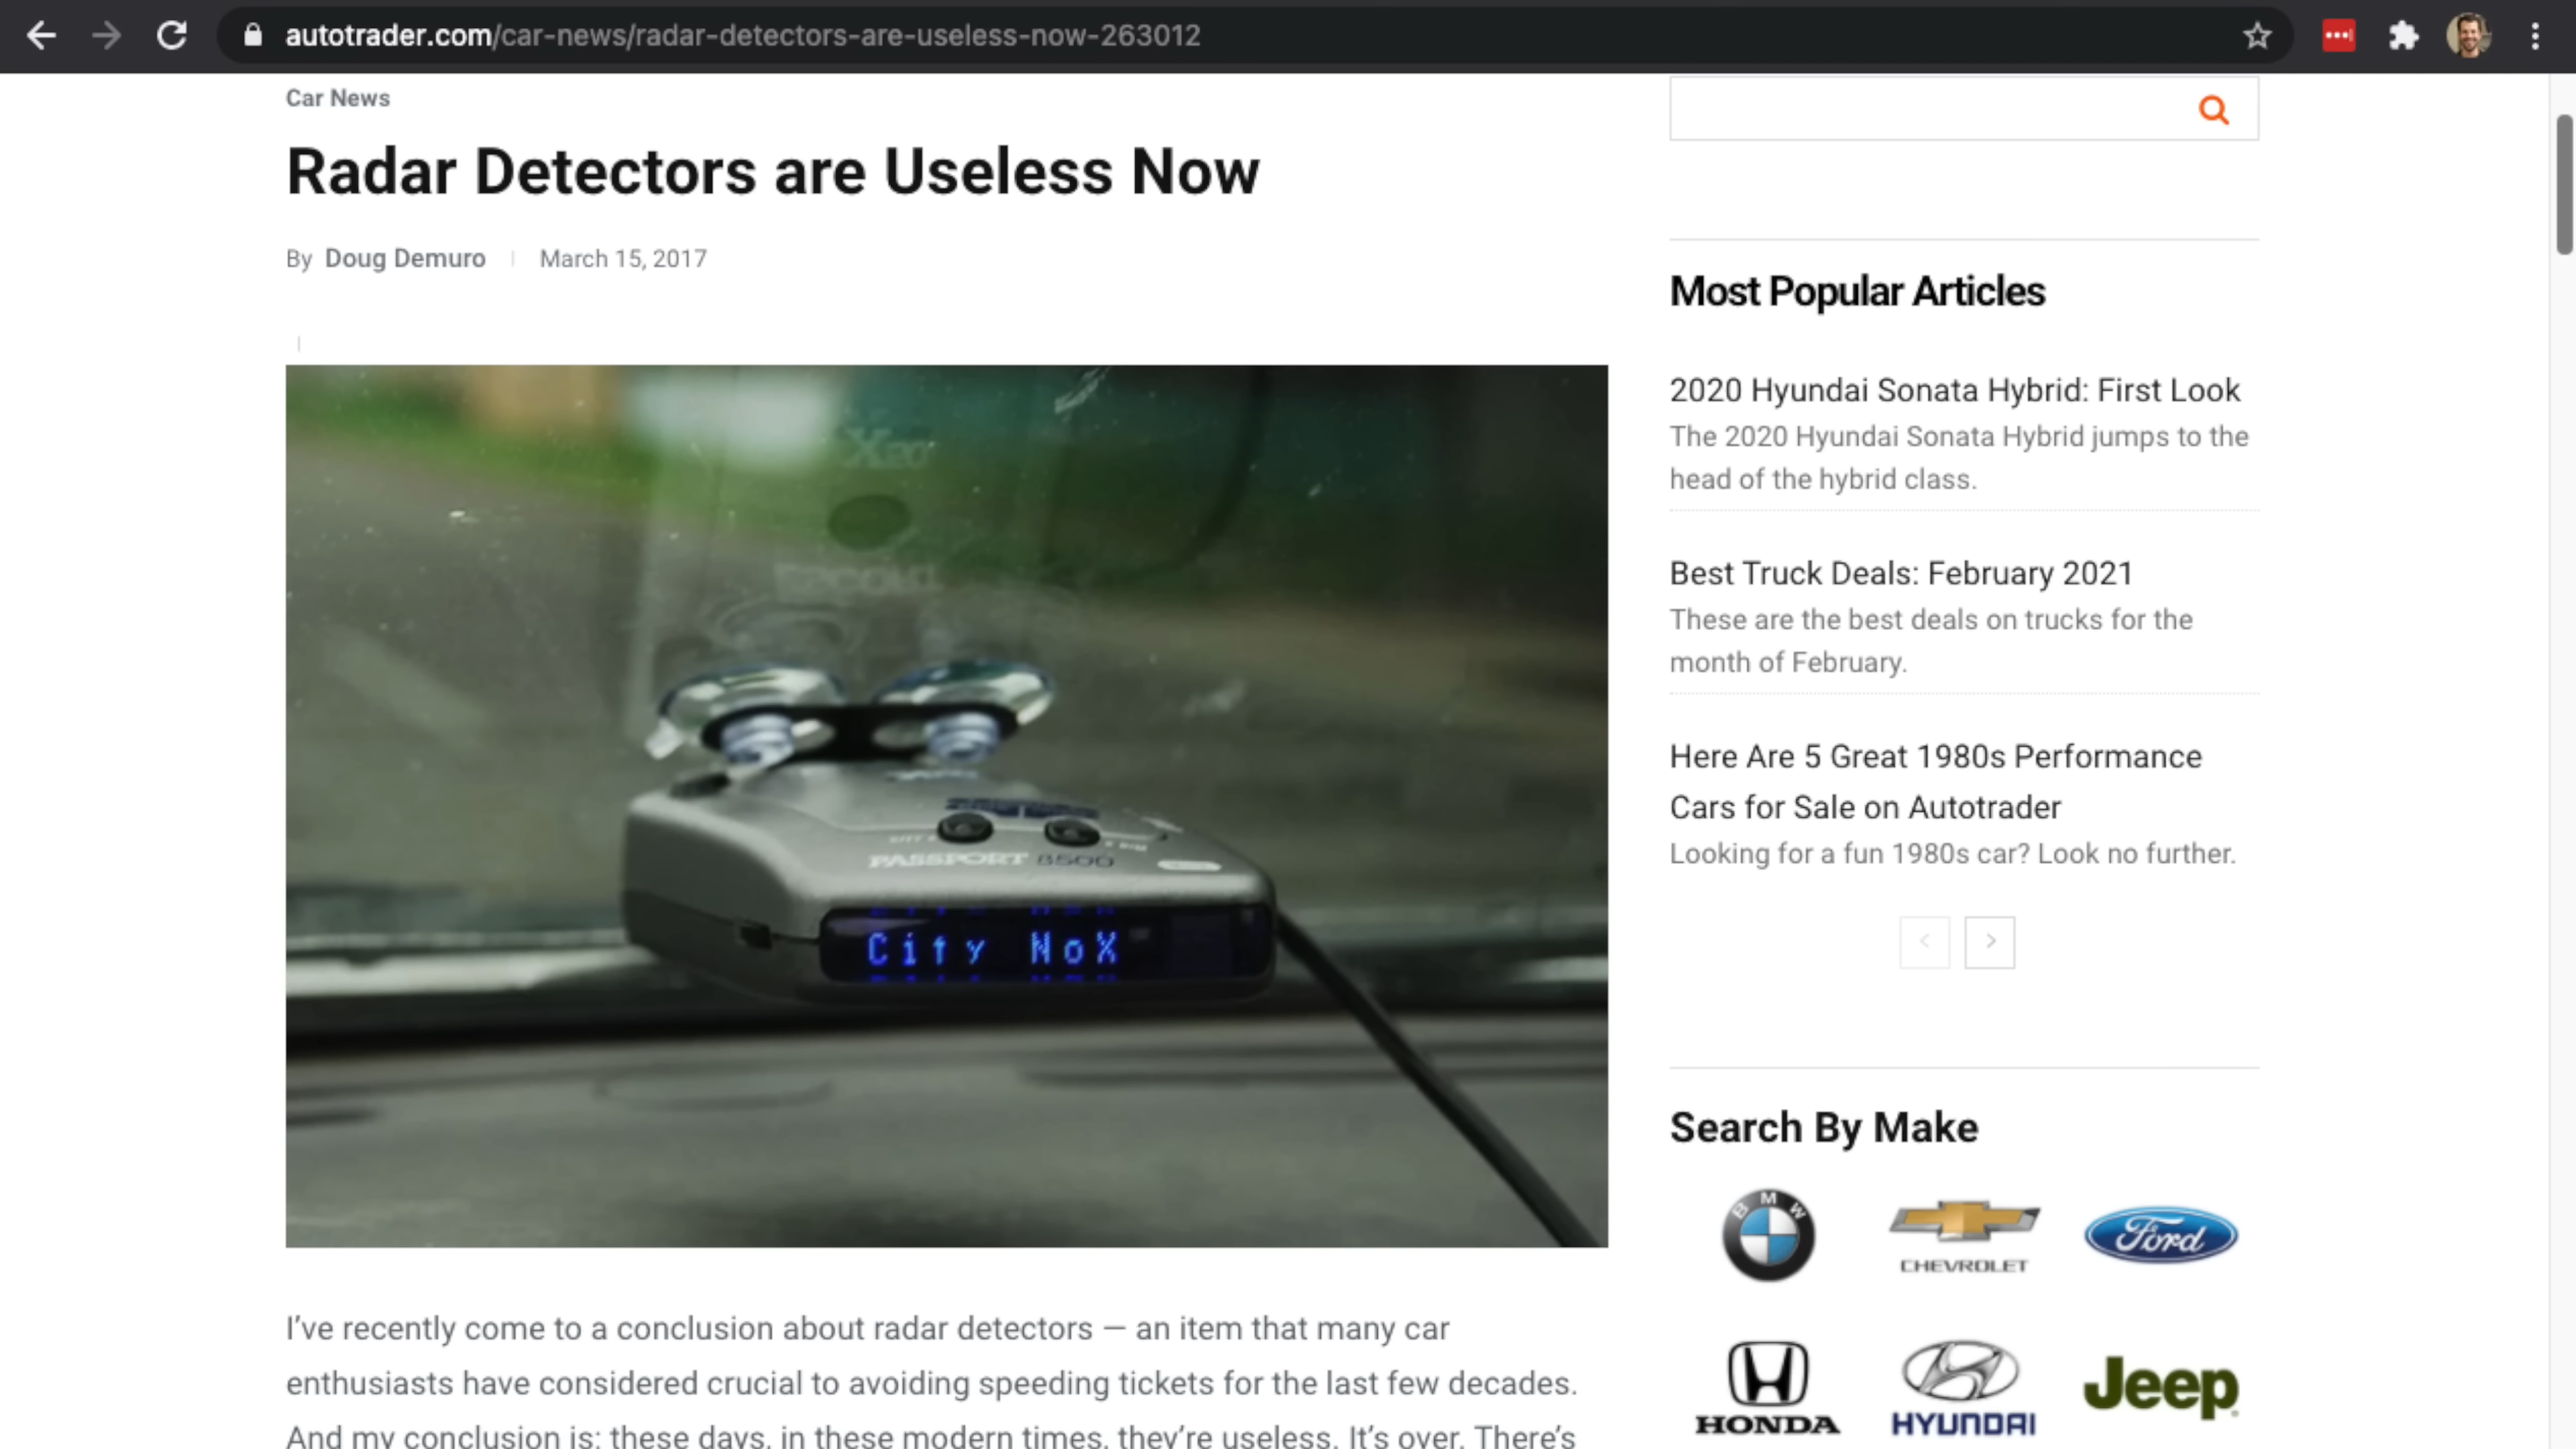 autotrader.com/car-news/radar-detectors-are-useless-now-263012
Car News
Radar Detectors are Useless Now
By Doug Demuro
March 15, 2017
PASSPORT 8500
City NoX
I've recently come to a conclusion about radar detectors — an item that many car
enthusiasts have considered crucial to avoiding speeding tickets for the last few decades.
And my conclusion is: these days, in these modern times, they're useless. It's over. There's
Most Popular Articles
2020 Hyundai Sonata Hybrid: First Look
The 2020 Hyundai Sonata Hybrid jumps to the
head of the hybrid class.
Best Truck Deals: February 2021
These are the best deals on trucks for the
month of February.
Here Are 5 Great 1980s Performance
Cars for Sale on Autotrader
Looking for a fun 1980s car? Look no further.
Search By Make
BMW
CHEVROLET
Ford
HONDA
HYUNDAI
Jeep